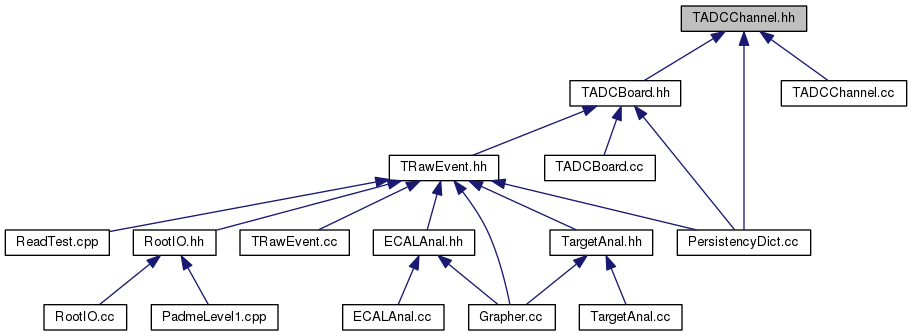 TADCChannel.hh
TADCBoard.hh
TADCChannel.cc
TRawEvent.hh
TADCBoard.cc
ReadTest.cpp
RootIO.hh
TRawEvent.cc
ECALAnal.hh
TargetAnal.hh
PersistencyDict.cc
RootIO.cc
PadmeLevel1.cpp
ECALAnal.cc
Grapher.cc
TargetAnal.cc